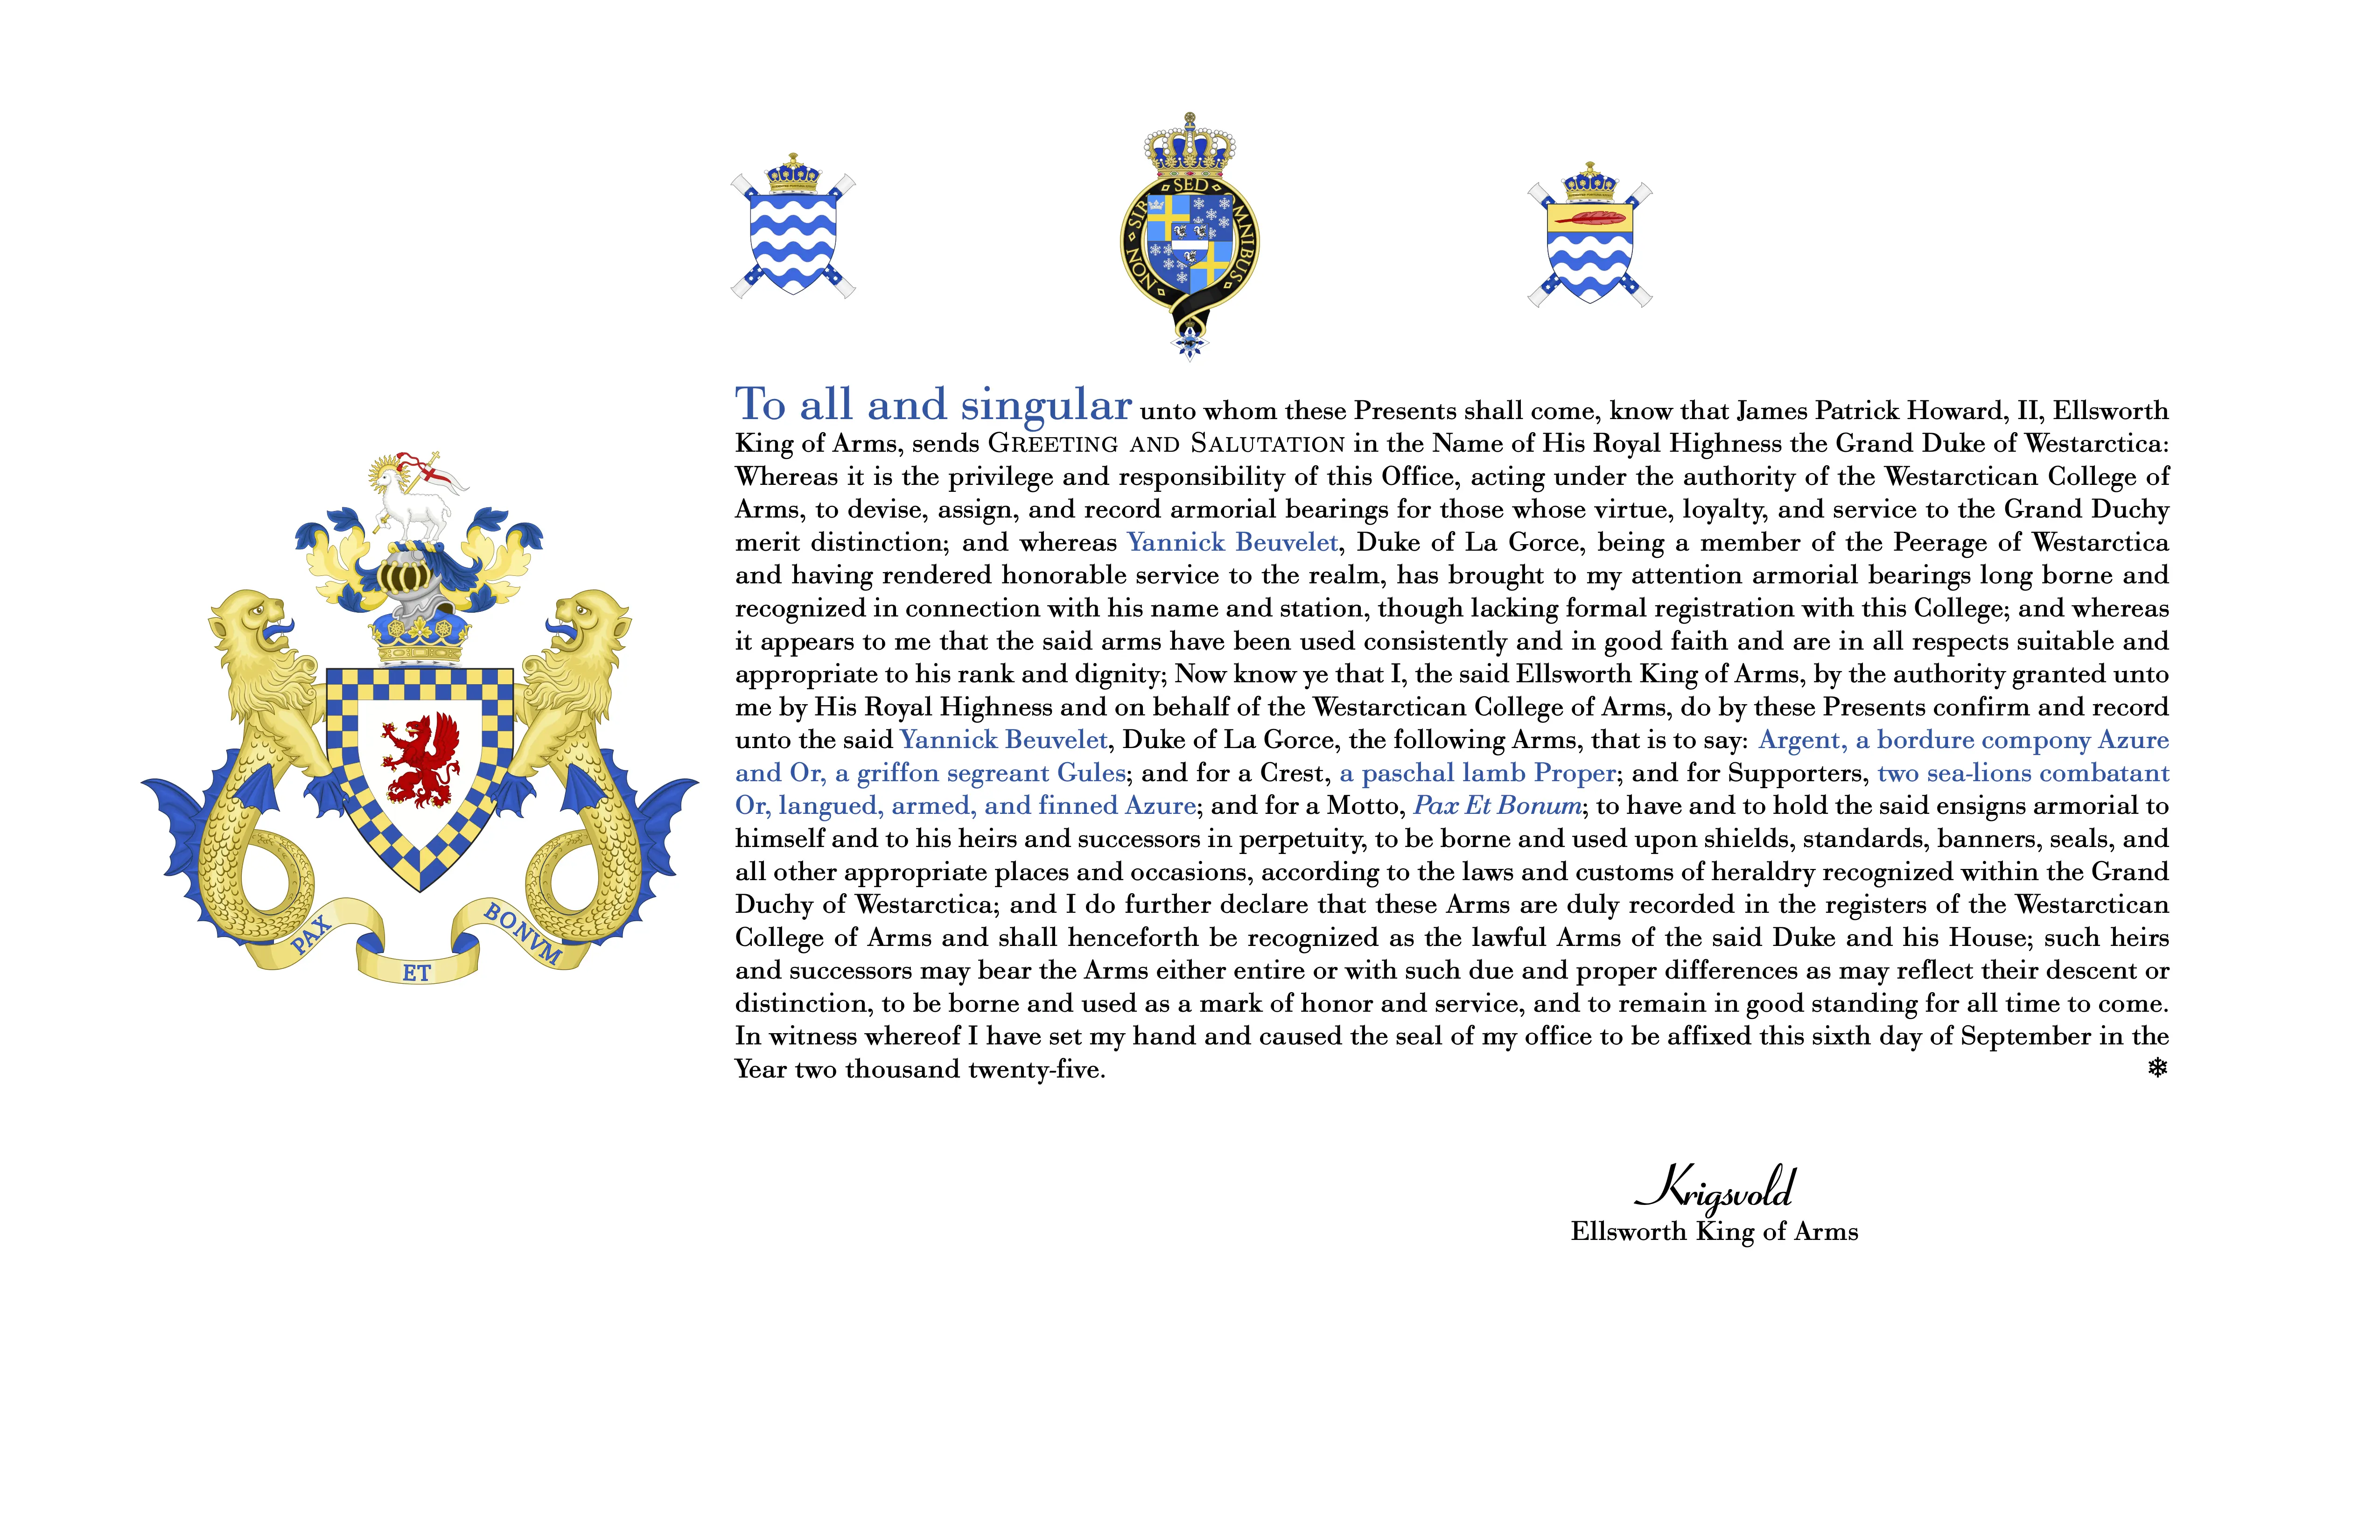 NON · SIBI · SED · OMNIBUS
To all and singular unto whom these Presents shall come, know that James Patrick Howard, II, Ellsworth
King of Arms, sends Greeting and Salutation in the Name of His Royal Highness the Grand Duke of Westarctica:
Whereas it is the privilege and responsibility of this Office, acting under the authority of the Westarctican College of
Arms, to devise, assign, and record armorial bearings for those whose virtue, loyalty, and service to the Grand Duchy
merit distinction; and whereas Yannick Beuvelet, Duke of La Gorce, being a member of the Peerage of Westarctica
and having rendered honorable service to the realm, has brought to my attention armorial bearings long borne and
recognized in connection with his name and station, though lacking formal registration with this College; and whereas
it appears to me that the said arms have been used consistently and in good faith and are in all respects suitable and
appropriate to his rank and dignity; Now know ye that I, the said Ellsworth King of Arms, by the authority granted unto
me by His Royal Highness and on behalf of the Westarctican College of Arms, do by these Presents confirm and record
unto the said Yannick Beuvelet, Duke of La Gorce, the following Arms, that is to say: Argent, a bordure compony Azure
and Or, a griffon segreant Gules; and for a Crest, a paschal lamb Proper; and for Supporters, two sea-lions combatant
Or, langued, armed, and finned Azure; and for a Motto, Pax Et Bonum; to have and to hold the said ensigns armorial to
himself and to his heirs and successors in perpetuity, to be borne and used upon shields, standards, banners, seals, and
all other appropriate places and occasions, according to the laws and customs of heraldry recognized within the Grand
Duchy of Westarctica; and I do further declare that these Arms are duly recorded in the registers of the Westarctican
College of Arms and shall henceforth be recognized as the lawful Arms of the said Duke and his House; such heirs
and successors may bear the Arms either entire or with such due and proper differences as may reflect their descent or
distinction, to be borne and used as a mark of honor and service, and to remain in good standing for all time to come.
In witness whereof I have set my hand and caused the seal of my office to be affixed this sixth day of September in the
Year two thousand twenty-five.
PAX ET BONVM
Krigsvold
Ellsworth King of Arms